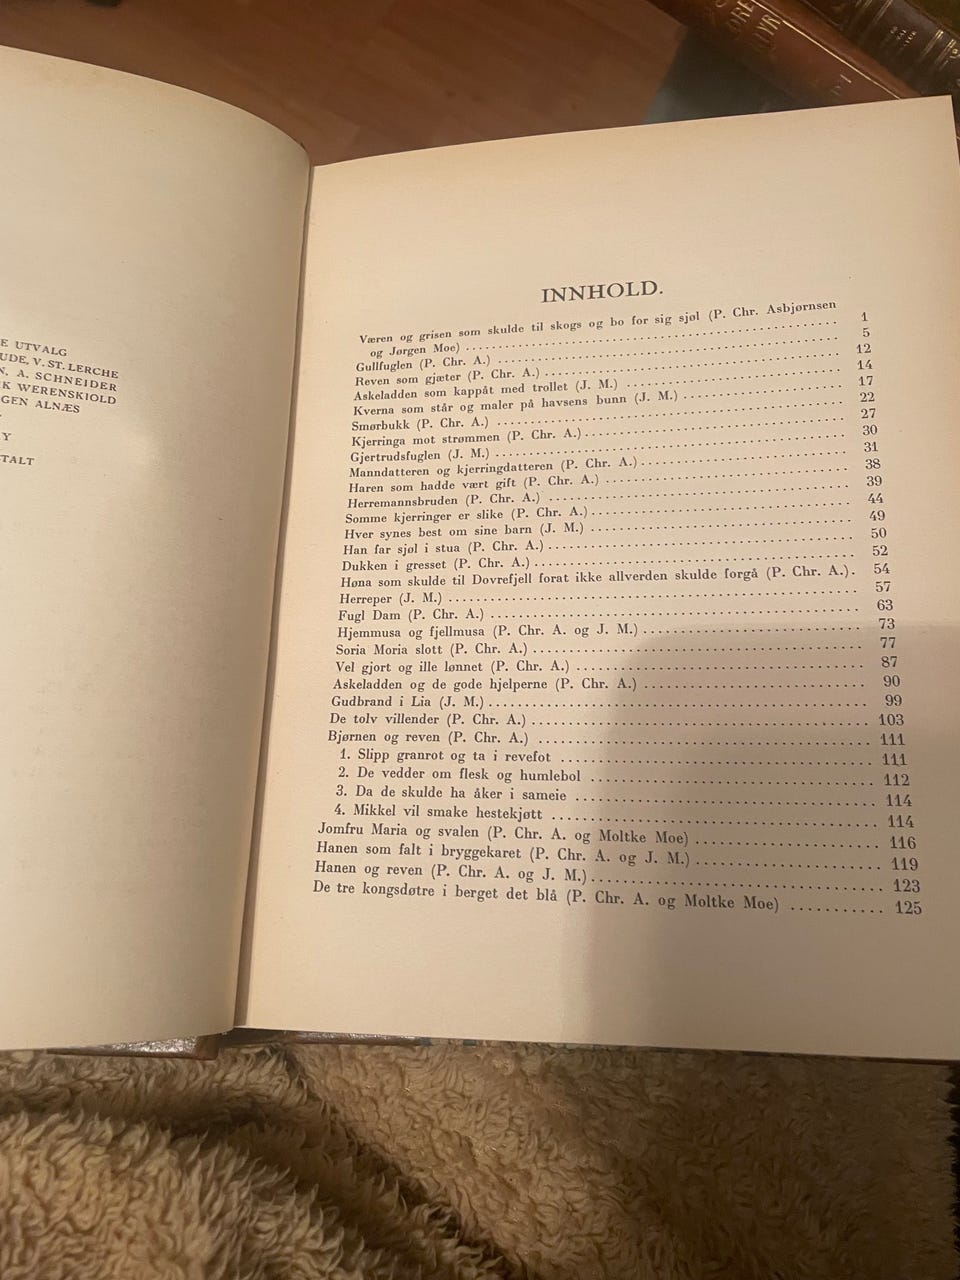 E UTVALG
UDE, V. ST. LERCHE
N, A. SCHNEIDER
K WERENSKIOLD
GEN ALNÆS
Y
TALT
INNHOLD.
Væren og grisen som skulde til skogs og bo for sig sjøl (P. Chr. Asbjørnsen
og Jørgen Moe) 1
Gullfuglen (P. Chr. A.) 5
Reven som gjæter (P. Chr. A.) 12
Askeladden som kappåt med trollet (J. M.) 14
Kverna som står og maler på havsens bunn (J. M.) 17
Smørbukk (P. Chr. A.) 22
Kjerringa mot strømmen (P. Chr. A.) 27
Gjertrudsfuglen (J. M.) 30
Manndatteren og kjerringdatteren (P. Chr. A.) 31
Haren som hadde vært gift (P. Chr. A.) 38
Herremannsbruden (P. Chr. A.) 39
Somme kjerringer er slike (P. Chr. A.) 44
Hver synes best om sine barn (J. M.) 49
Han far sjøl i stua (P. Chr. A.) 50
Dukken i gresset (P. Chr. A.) 52
Høna som skulde til Dovrefjell forat ikke allverden skulde forgå (P. Chr. A.). 54
Herreper (J. M.) 57
Fugl Dam (P. Chr. A.) 63
Hjemmusa og fjellmusa (P. Chr. A. og J. M.) 73
Soria Moria slott (P. Chr. A.) 77
Vel gjort og ille lønnet (P. Chr. A.) 87
Askeladden og de gode hjelperne (P. Chr. A.) 90
Gudbrand i Lia (J. M.) 99
De tolv villender (P. Chr. A.) 103
Bjørnen og reven (P. Chr. A.) 111
1. Slipp granrot og ta i revefot 111
2. De vedder om flesk og humlebol 112
3. Da de skulde ha åker i sameie 114
4. Mikkel vil smake hestekjøtt 114
Jomfru Maria og svalen (P. Chr. A. og Moltke Moe) 116
Hanen som falt i bryggekaret (P. Chr. A. og J. M.) 119
Hanen og reven (P. Chr. A. og J. M.) 123
De tre kongsdøtre i berget det blå (P. Chr. A. og Moltke Moe) 125